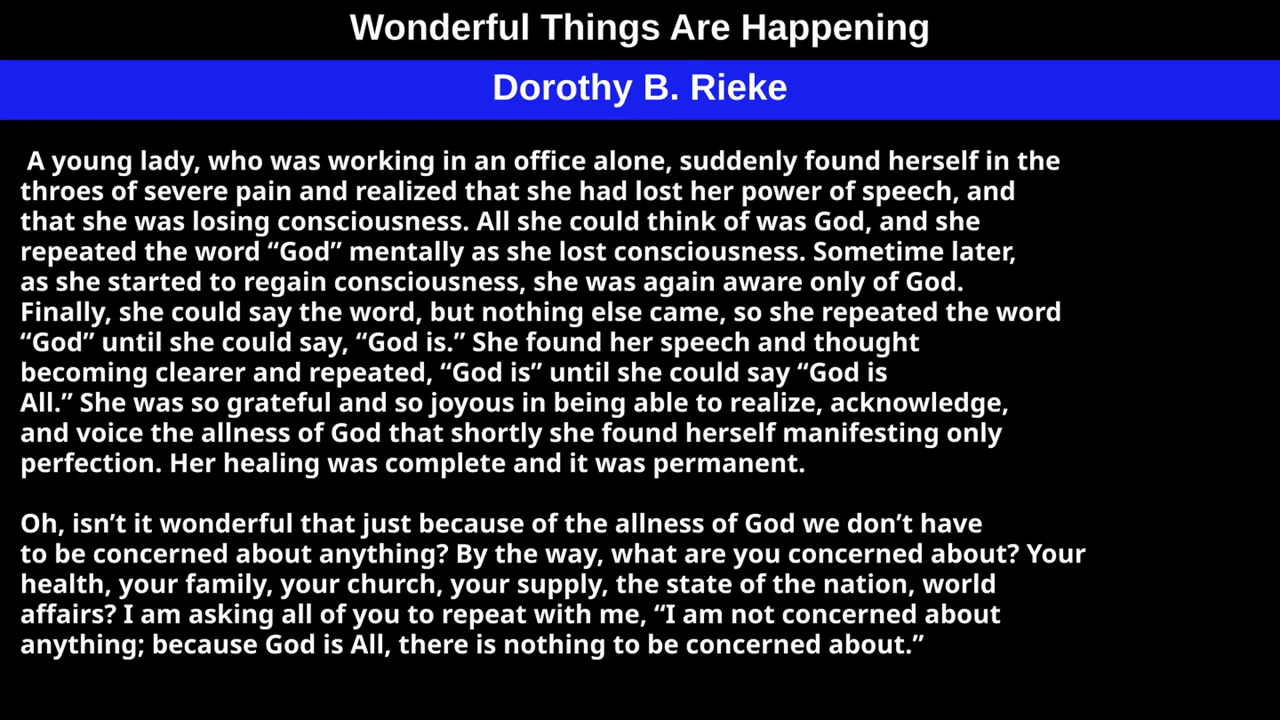 Wonderful Things Are Happening
Dorothy B. Rieke
A young lady, who was working in an office alone, suddenly found herself in the
throes of severe pain and realized that she had lost her power of speech, and
that she was losing consciousness. All she could think of was God, and she
repeated the word “God” mentally as she lost consciousness. Sometime later,
as she started to regain consciousness, she was again aware only of God.
Finally, she could say the word, but nothing else came, so she repeated the word
“God” until she could say, “God is.” She found her speech and thought
becoming clearer and repeated, “God is” until she could say “God is
All.” She was so grateful and so joyous in being able to realize, acknowledge,
and voice the allness of God that shortly she found herself manifesting only
perfection. Her healing was complete and it was permanent.
Oh, isn’t it wonderful that just because of the allness of God we don’t have
to be concerned about anything? By the way, what are you concerned about? Your
health, your family, your church, your supply, the state of the nation, world
affairs? I am asking all of you to repeat with me, “I am not concerned about
anything; because God is All, there is nothing to be concerned about.”